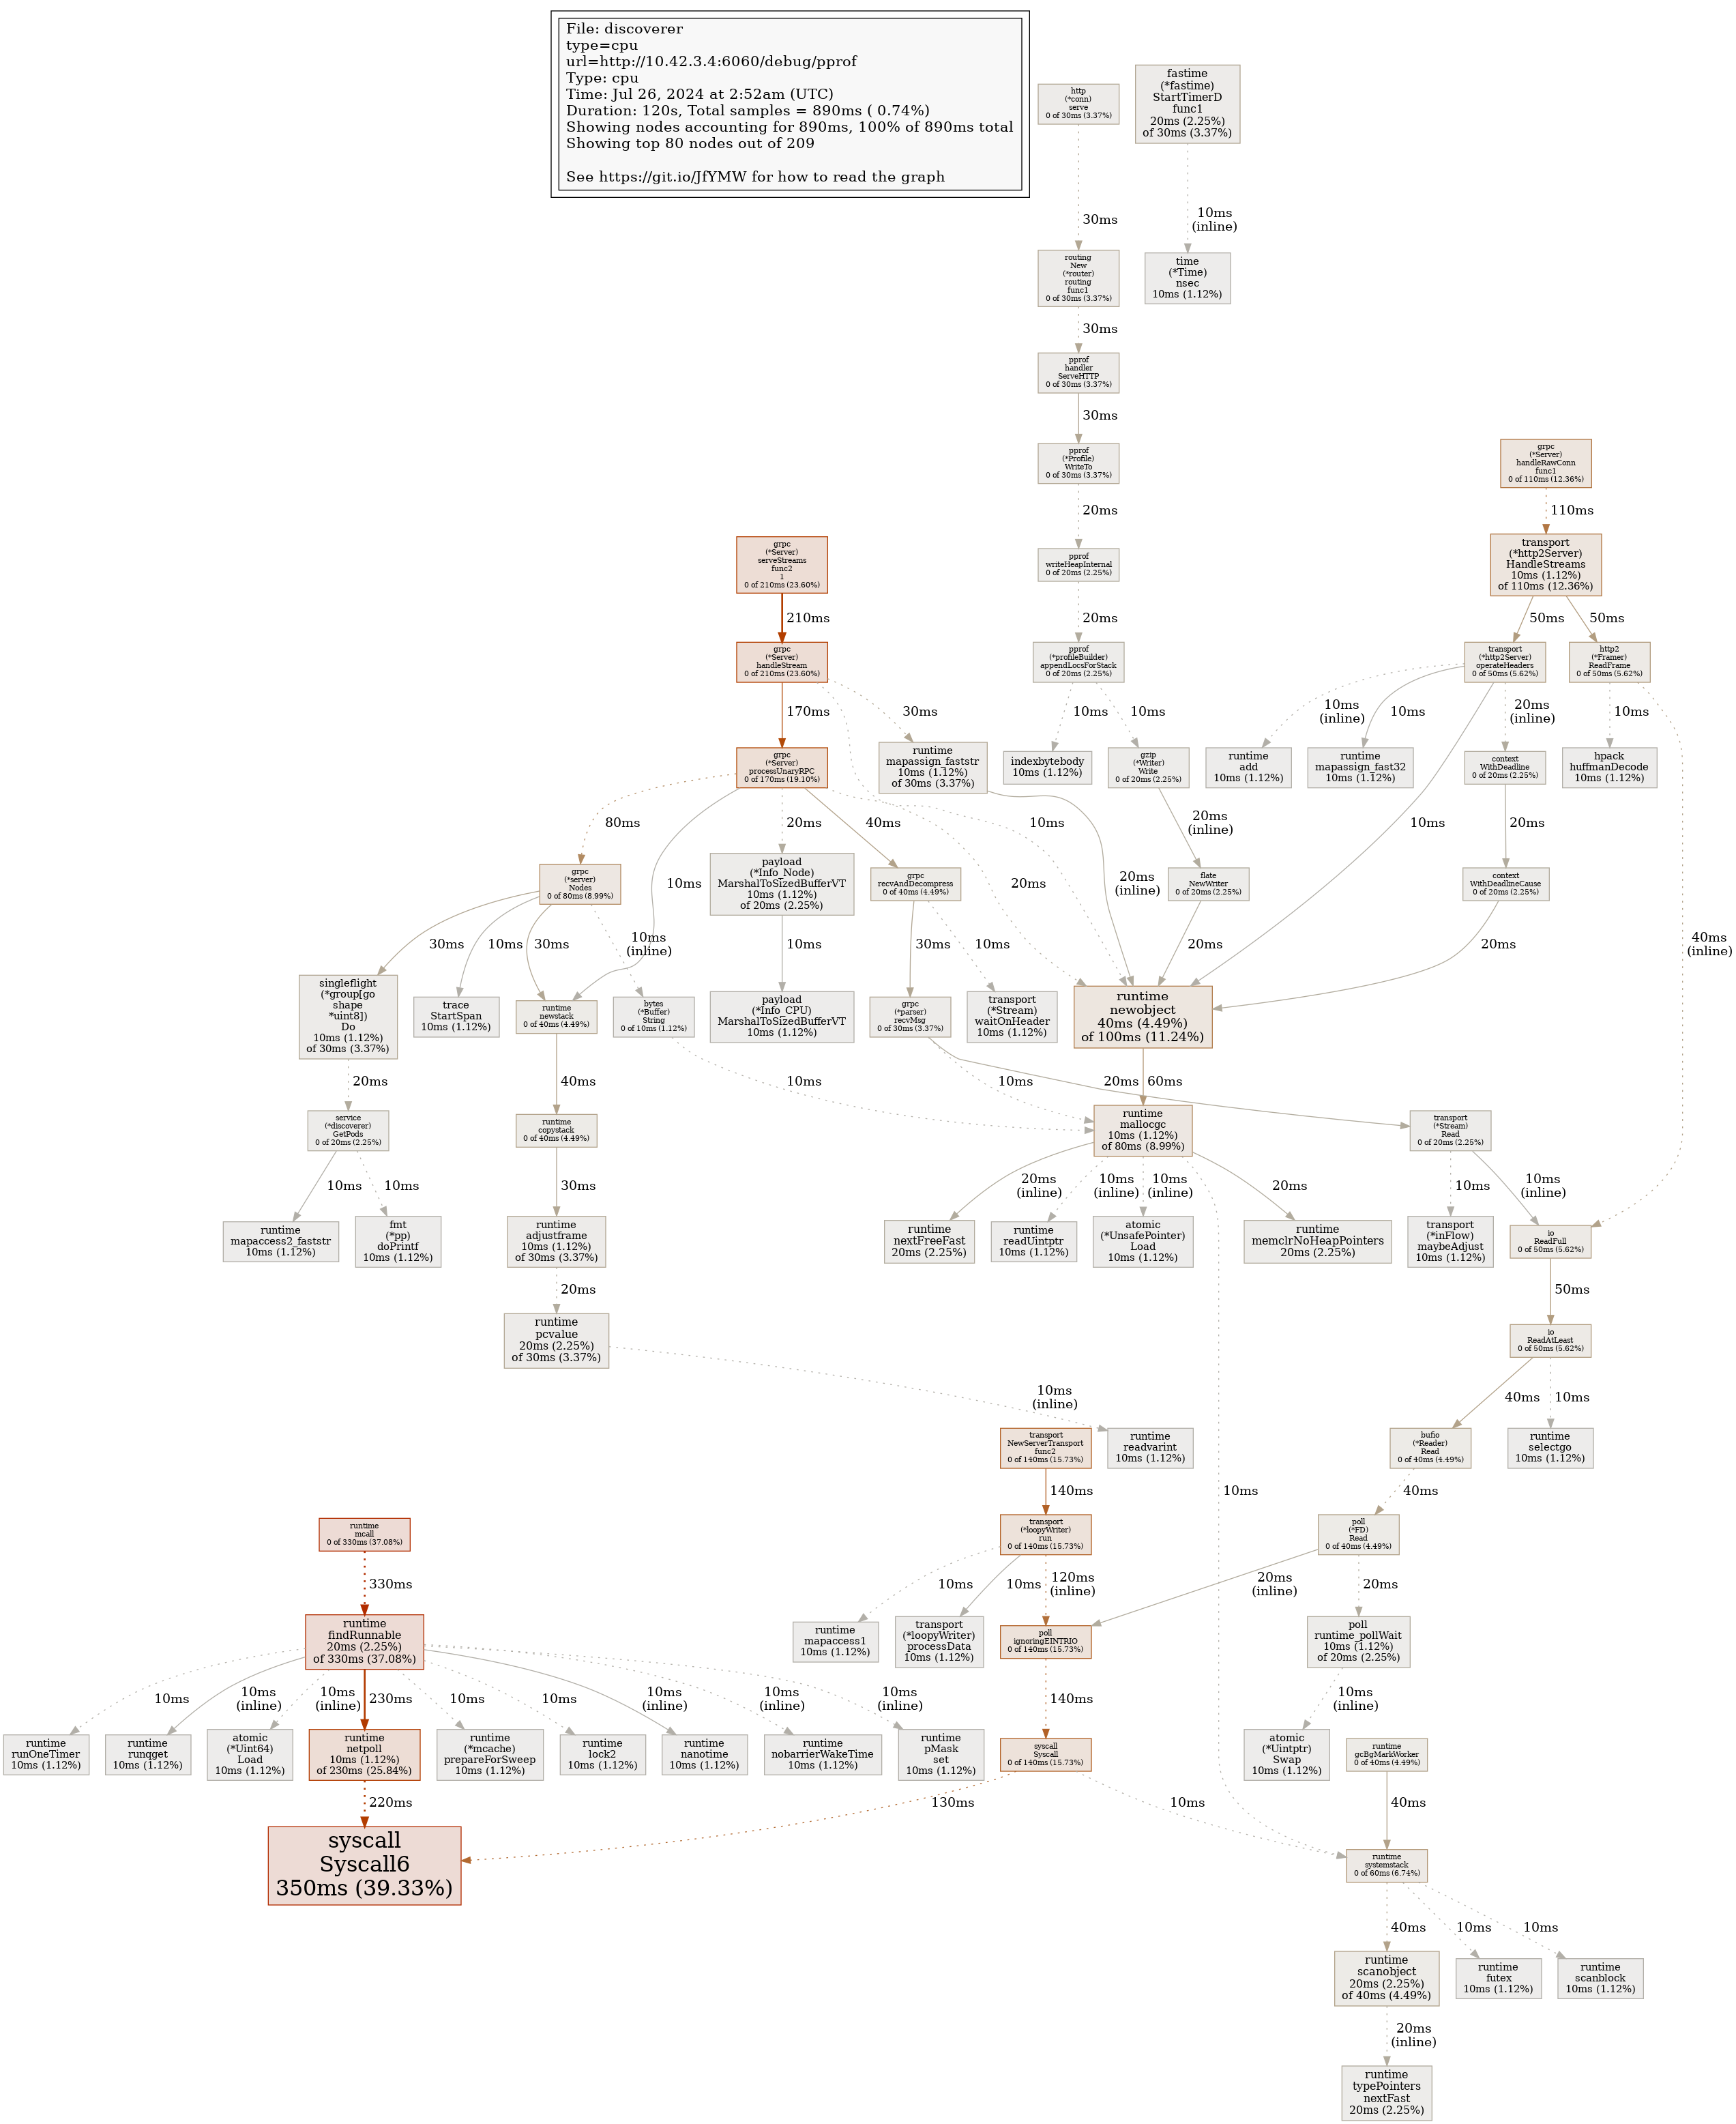 File: discoverer
type=cpu
url=http://10.42.3.4:6060/debug/pprof
Type: cpu
Time: Jul 26, 2024 at 2:52am (UTC)
Duration: 120s, Total samples = 890ms ( 0.74%)
Showing nodes accounting for 890ms, 100% of 890ms total
Showing top 80 nodes out of 209
See https://git.io/JfYMW for how to read the graph
http
(*conn)
serve
0 of 30ms (3.37%)
fastime
(*fastime)
StartTimerD
func1
20ms (2.25%)
of 30ms (3.37%)
30ms
10ms
(inline)
routing
New
(*router)
routing
func1
0 of 30ms (3.37%)
time
(*Time)
nsec
10ms (1.12%)
30ms
pprof
handler
ServeHTTP
0 of 30ms (3.37%)
30ms
pprof
(*Profile)
WriteTo
0 of 30ms (3.37%)
grpc
(*Server)
handleRawConn
func1
0 of 110ms (12.36%)
20ms
110ms
grpc
(*Server)
serveStreams
func2
1
0 of 210ms (23.60%)
pprof
writeHeapInternal
0 of 20ms (2.25%)
transport
(*http2Server)
HandleStreams
10ms (1.12%)
of 110ms (12.36%)
210ms
20ms
50ms
50ms
grpc
(*Server)
handleStream
0 of 210ms (23.60%)
pprof
(*profileBuilder)
appendLocsForStack
0 of 20ms (2.25%)
transport
(*http2Server)
operateHeaders
0 of 50ms (5.62%)
http2
(*Framer)
ReadFrame
0 of 50ms (5.62%)
170ms
30ms
10ms
10ms
10ms
(inline)
10ms
20ms
(inline)
10ms
grpc
(*Server)
processUnaryRPC
0 of 170ms (19.10%)
runtime
mapassign_faststr
10ms (1.12%)
of 30ms (3.37%)
indexbytebody
10ms (1.12%)
gzip
(*Writer)
Write
0 of 20ms (2.25%)
runtime
add
10ms (1.12%)
runtime
mapassign_fast32
10ms (1.12%)
context
WithDeadline
0 of 20ms (2.25%)
hpack
huffmanDecode
10ms (1.12%)
80ms
20ms
40ms
10ms
20ms
(inline)
10ms
20ms
grpc
(*server)
Nodes
0 of 80ms (8.99%)
10ms
payload
(*Info_Node)
MarshalToSizedBufferVT
10ms (1.12%)
of 20ms (2.25%)
grpc
recvAndDecompress
0 of 40ms (4.49%)
20ms
20ms
(inline)
flate
NewWriter
0 of 20ms (2.25%)
context
WithDeadlineCause
0 of 20ms (2.25%)
30ms
10ms
30ms
10ms
(inline)
10ms
30ms
10ms
20ms
20ms
40ms
(inline)
singleflight
(*group[go
shape
*uint8])
Do
10ms (1.12%)
of 30ms (3.37%)
trace
StartSpan
10ms (1.12%)
runtime
newstack
0 of 40ms (4.49%)
bytes
(*Buffer)
String
0 of 10ms (1.12%)
payload
(*Info_CPU)
MarshalToSizedBufferVT
10ms (1.12%)
grpc
(*parser)
recvMsg
0 of 30ms (3.37%)
transport
(*Stream)
waitOnHeader
10ms (1.12%)
runtime
newobject
40ms (4.49%)
of 100ms (11.24%)
20ms
40ms
10ms
10ms
20ms
60ms
service
(*discoverer)
GetPods
0 of 20ms (2.25%)
runtime
copystack
0 of 40ms (4.49%)
runtime
mallocgc
10ms (1.12%)
of 80ms (8.99%)
transport
(*Stream)
Read
0 of 20ms (2.25%)
10ms
10ms
30ms
20ms
(inline)
10ms
(inline)
10ms
(inline)
20ms
10ms
10ms
(inline)
runtime
mapaccess2_faststr
10ms (1.12%)
fmt
(*pp)
doPrintf
10ms (1.12%)
runtime
adjustframe
10ms (1.12%)
of 30ms (3.37%)
runtime
nextFreeFast
20ms (2.25%)
runtime
readUintptr
10ms (1.12%)
atomic
(*UnsafePointer)
Load
10ms (1.12%)
runtime
memclrNoHeapPointers
20ms (2.25%)
transport
(*inFlow)
maybeAdjust
10ms (1.12%)
io
ReadFull
0 of 50ms (5.62%)
20ms
50ms
runtime
pcvalue
20ms (2.25%)
of 30ms (3.37%)
io
ReadAtLeast
0 of 50ms (5.62%)
10ms
(inline)
40ms
10ms
transport
NewServerTransport
func2
0 of 140ms (15.73%)
runtime
readvarint
10ms (1.12%)
bufio
(*Reader)
Read
0 of 40ms (4.49%)
runtime
selectgo
10ms (1.12%)
140ms
10ms
40ms
runtime
mcall
0 of 330ms (37.08%)
transport
(*loopyWriter)
run
0 of 140ms (15.73%)
poll
(*FD)
Read
0 of 40ms (4.49%)
330ms
10ms
10ms
120ms
(inline)
20ms
(inline)
20ms
runtime
findRunnable
20ms (2.25%)
of 330ms (37.08%)
runtime
mapaccess1
10ms (1.12%)
transport
(*loopyWriter)
processData
10ms (1.12%)
poll
ignoringEINTRIO
0 of 140ms (15.73%)
poll
runtime_pollWait
10ms (1.12%)
of 20ms (2.25%)
10ms
10ms
(inline)
10ms
(inline)
230ms
10ms
10ms
10ms
(inline)
10ms
(inline)
10ms
(inline)
140ms
10ms
(inline)
runtime
runOneTimer
10ms (1.12%)
runtime
runqget
10ms (1.12%)
atomic
(*Uint64)
Load
10ms (1.12%)
runtime
netpoll
10ms (1.12%)
of 230ms (25.84%)
runtime
(*mcache)
prepareForSweep
10ms (1.12%)
runtime
lock2
10ms (1.12%)
runtime
nanotime
10ms (1.12%)
runtime
nobarrierWakeTime
10ms (1.12%)
runtime
pMask
set
10ms (1.12%)
syscall
Syscall
0 of 140ms (15.73%)
atomic
(*Uintptr)
Swap
10ms (1.12%)
runtime
gcBgMarkWorker
0 of 40ms (4.49%)
220ms
130ms
10ms
40ms
syscall
Syscall6
350ms (39.33%)
runtime
systemstack
0 of 60ms (6.74%)
40ms
10ms
10ms
runtime
scanobject
20ms (2.25%)
of 40ms (4.49%)
runtime
futex
10ms (1.12%)
runtime
scanblock
10ms (1.12%)
20ms
(inline)
runtime
typePointers
nextFast
20ms (2.25%)